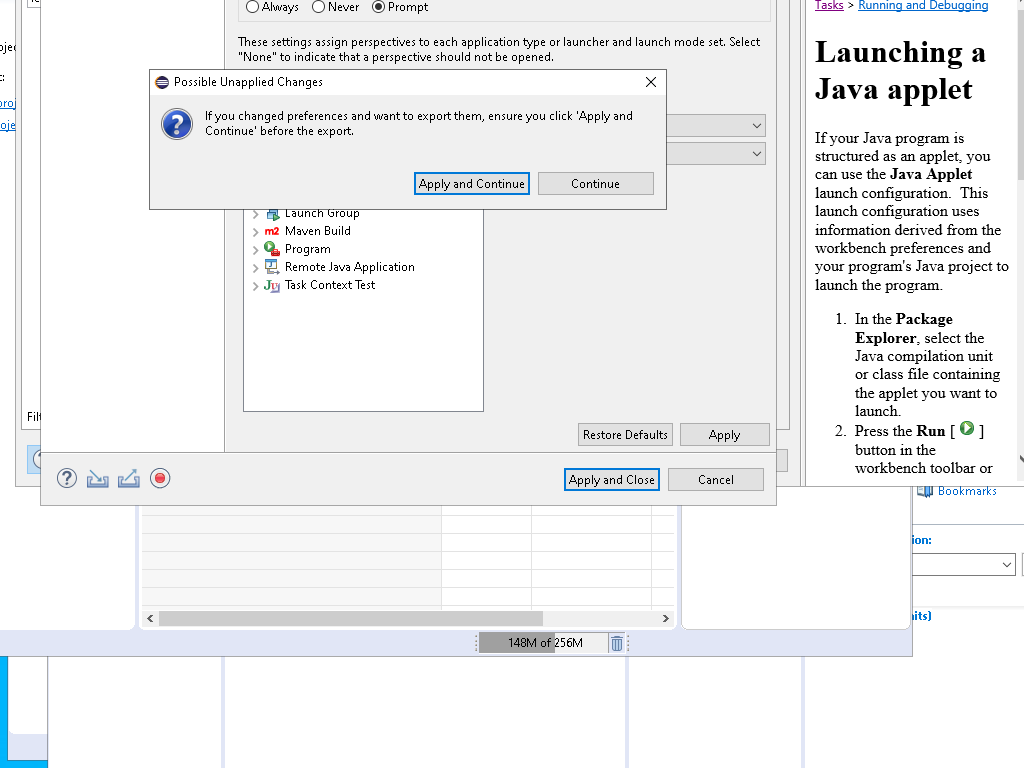 Always
Never
Prompt
These settings assign perspectives to each application type or launcher and launch mode set. Select
"None" to indicate that a perspective should not be opened.
Possible Unapplied Changes
If you changed preferences and want to export them, ensure you click 'Apply and
Continue' before the export.
Apply and Continue
Continue
Launch Group
m2 Maven Build
Program
Remote Java Application
Ju Task Context Test
Restore Defaults
Apply
Apply and Close
Cancel
Tasks > Running and Debugging
Launching a
Java applet
If your Java program is
structured as an applet, you
can use the Java Applet
launch configuration. This
launch configuration uses
information derived from the
workbench preferences and
your program's Java project to
launch the program.
1. In the Package
Explorer, select the
Java compilation unit
or class file containing
the applet you want to
launch.
2. Press the Run [ ]
button in the
workbench toolbar or
Bookmarks
ion:
its)
148M of 256M